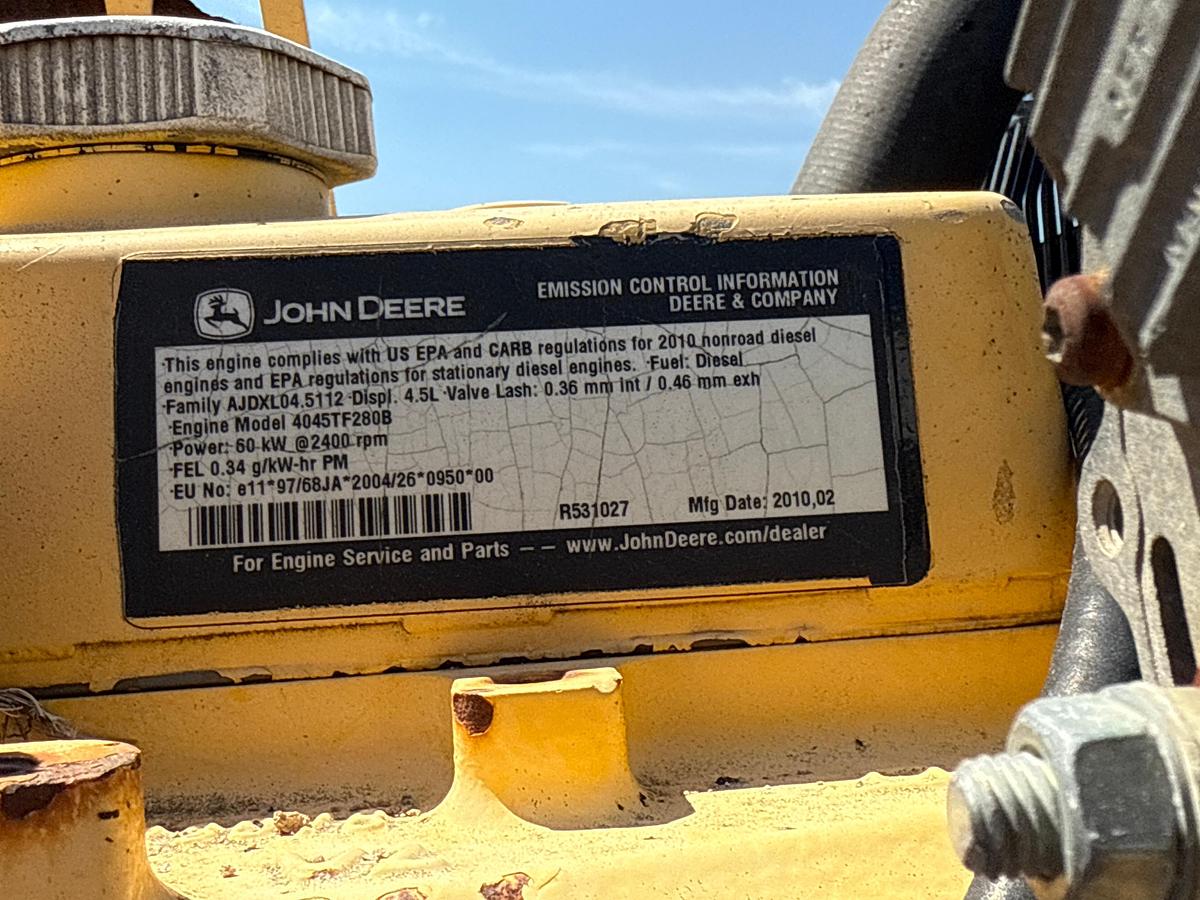 JOHN DEERE
EMISSION CONTROL INFORMATION
DEERE & COMPANY
·This engine complies with US EPA and CARB regulations for 2010 nonroad diesel
engines and EPA regulations for stationary diesel engines. ·Fuel: Diesel
·Family AJDXL04.5112 ·Displ. 4.5L ·Valve Lash: 0.36 mm int / 0.46 mm exh
·Engine Model 4045TF280B
·Power: 60 kW @2400 rpm
·FEL 0.34 g/kW-hr PM
·EU No: e11*97/68JA*2004/26*0950*00
R531027
Mfg Date: 2010,02
For Engine Service and Parts -- www.JohnDeere.com/dealer